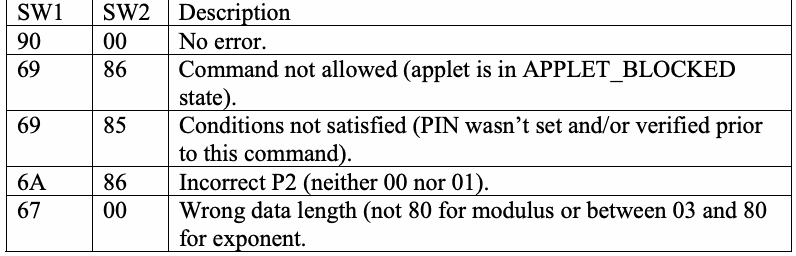 SW1 SW2 Description
90 00 No error.
69 86 Command not allowed (applet is in APPLET_BLOCKED
state).
69 85 Conditions not satisfied (PIN wasn’t set and/or verified prior
to this command).
6A 86 Incorrect P2 (neither 00 nor 01).
67 00 Wrong data length (not 80 for modulus or between 03 and 80
for exponent.